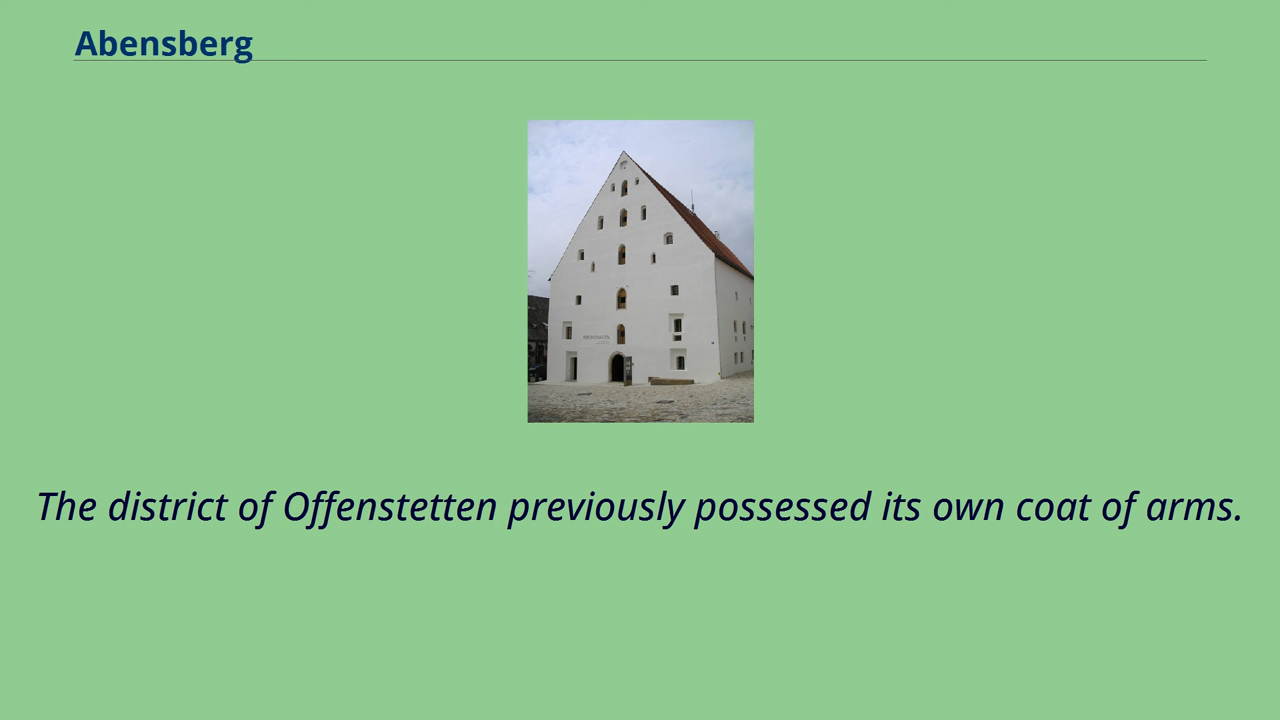 Abensberg
The district of Offenstetten previously possessed its own coat of arms.